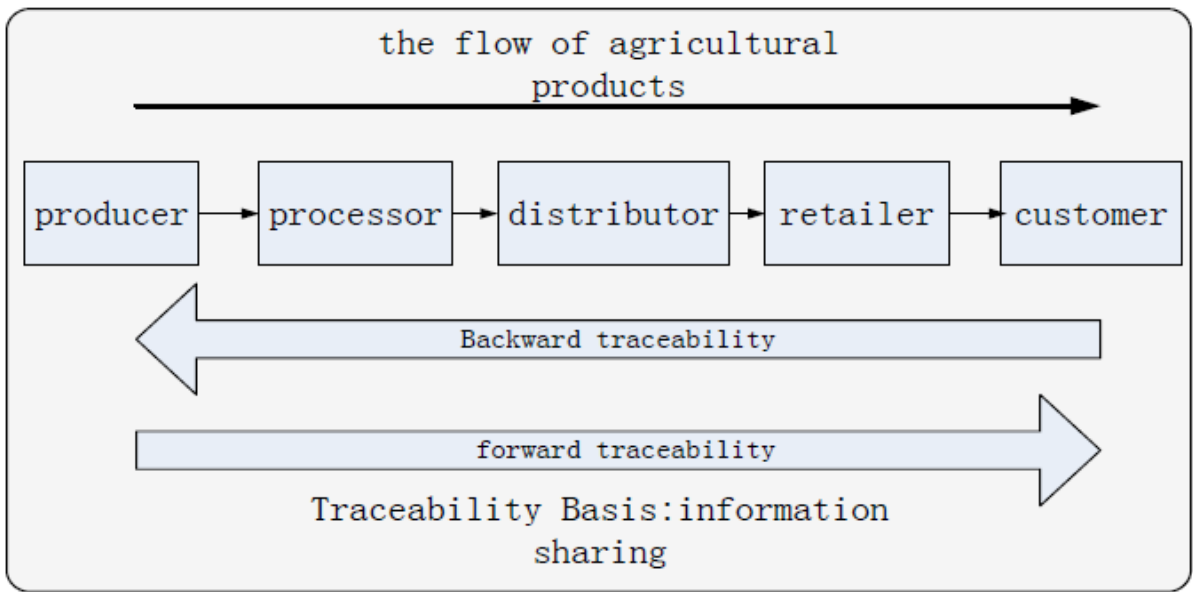 the flow of agricultural
products
producer
processor
distributor
retailer
customer
Backward traceability
forward traceability
Traceability Basis:information
sharing